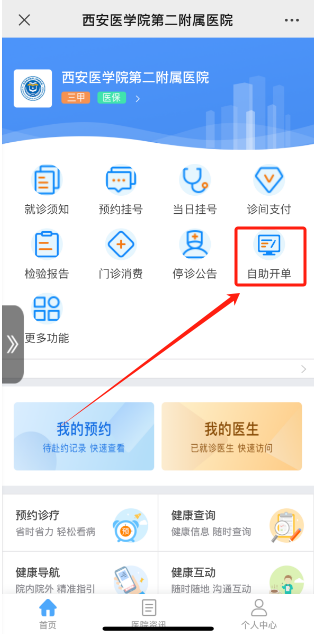 西安医学院第二附属医院
西安医学院第二附属医院
三甲 医保
就诊须知 预约挂号 当日挂号 诊间支付
检验报告 门诊消费 停诊公告 自助开单
更多功能
我的预约 我的医生
待赴约记录 快速查看 已就诊医生 快速访问
预约诊疗 健康查询
省时省力 轻松看病 健康信息 随时查询
健康导航 健康互动
院内院外 精准指引 随时随地 沟通互动
首页 医院资讯 个人中心